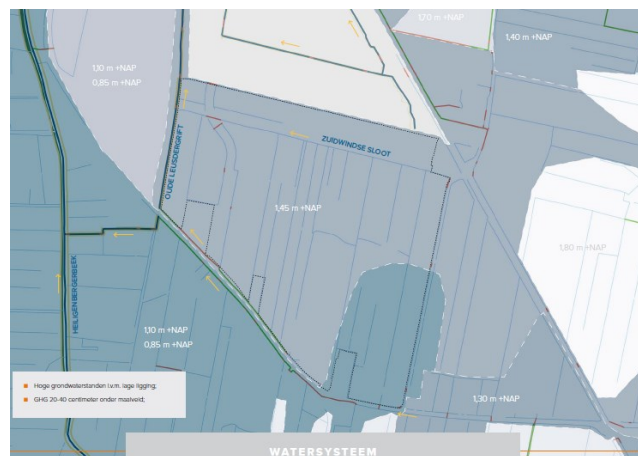 1,70 m +NAP
1,40 m +NAP
1,10 m +NAP
0,85 m +NAP
OUDE LEUSDERGRIFT
ZUIDWINDSE SLOOT
1,45 m +NAP
1,80 m +NAP
HEILIGENBERGERBEEK
1,10 m +NAP
0,85 m +NAP
Hoge grondwaterstanden i.v.m. lage ligging;
GHG 20-40 centimeter onder maaiveld;
1,30 m +NAP
WATERSYSTEEM